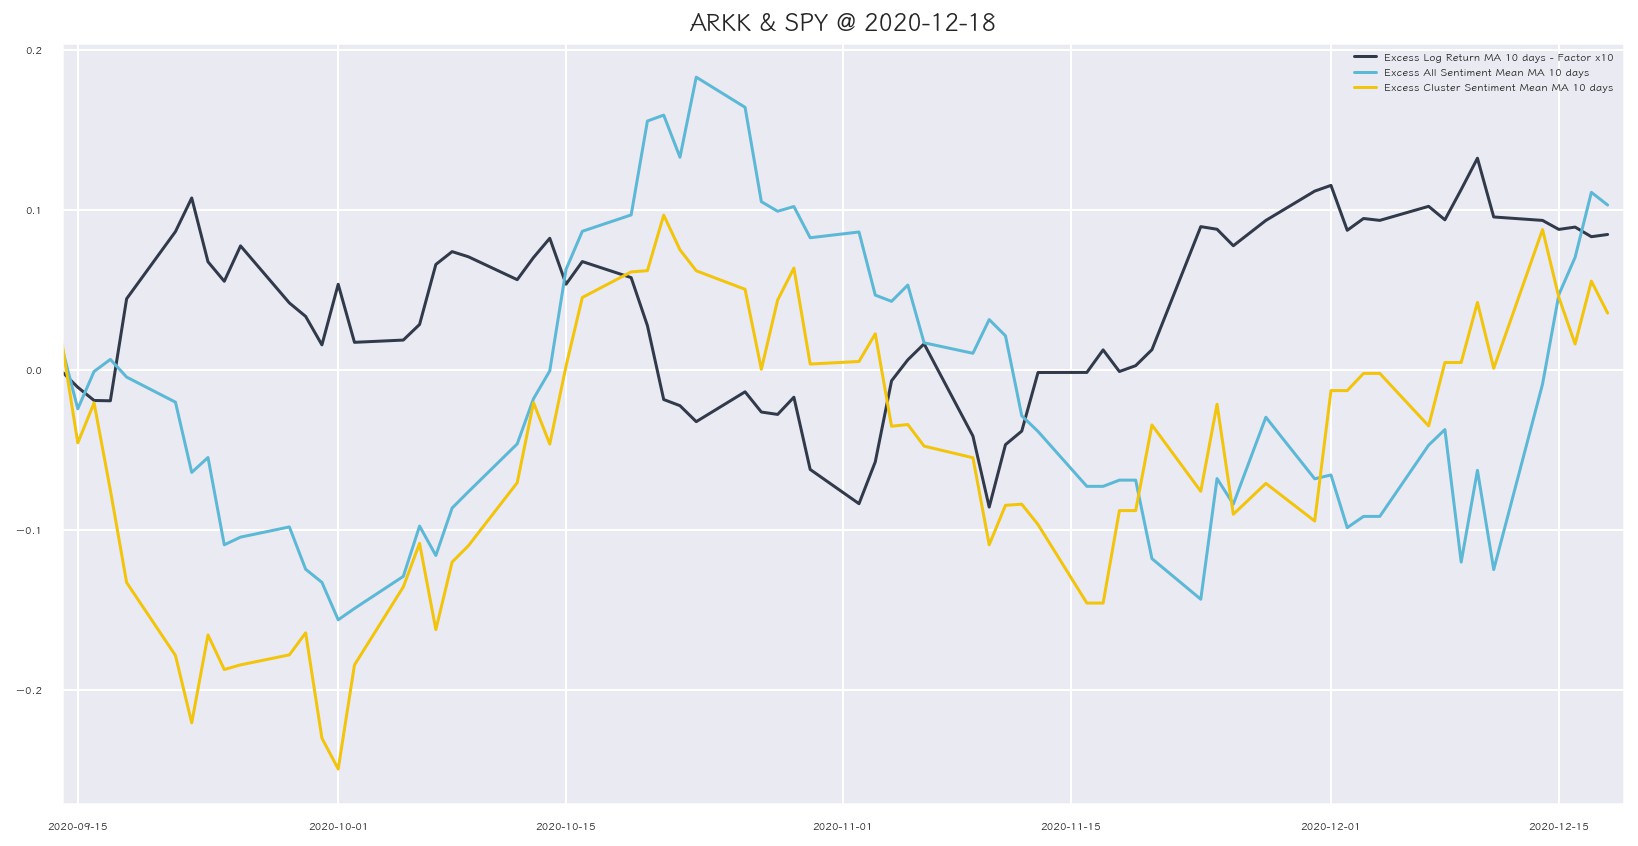 ARKK & SPY @ 2020-12-18
Excess Log Return MA 10 days - Factor x10
Excess All Sentiment Mean MA 10 days
Excess Cluster Sentiment Mean MA 10 days
0.2
0.1
0.0
−0.1
−0.2
2020-09-15 2020-10-01 2020-10-15 2020-11-01 2020-11-15 2020-12-01 2020-12-15